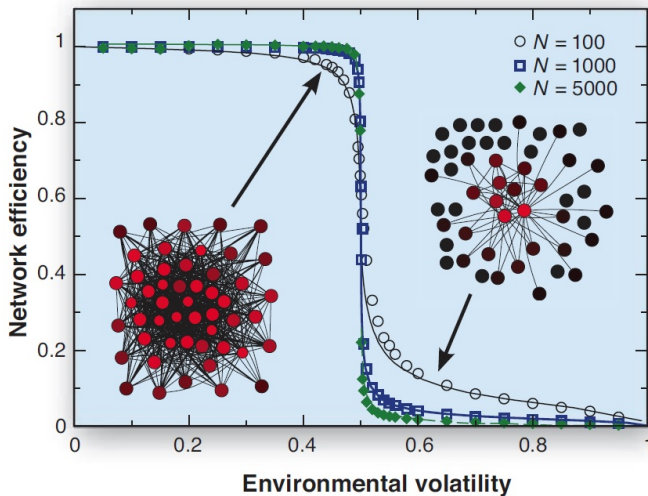 1
0.8
0.6
0.4
0.2
0
0
0.2
0.4
0.6
0.8
1
Network efficiency
Environmental volatility
N = 100
N = 1000
N = 5000